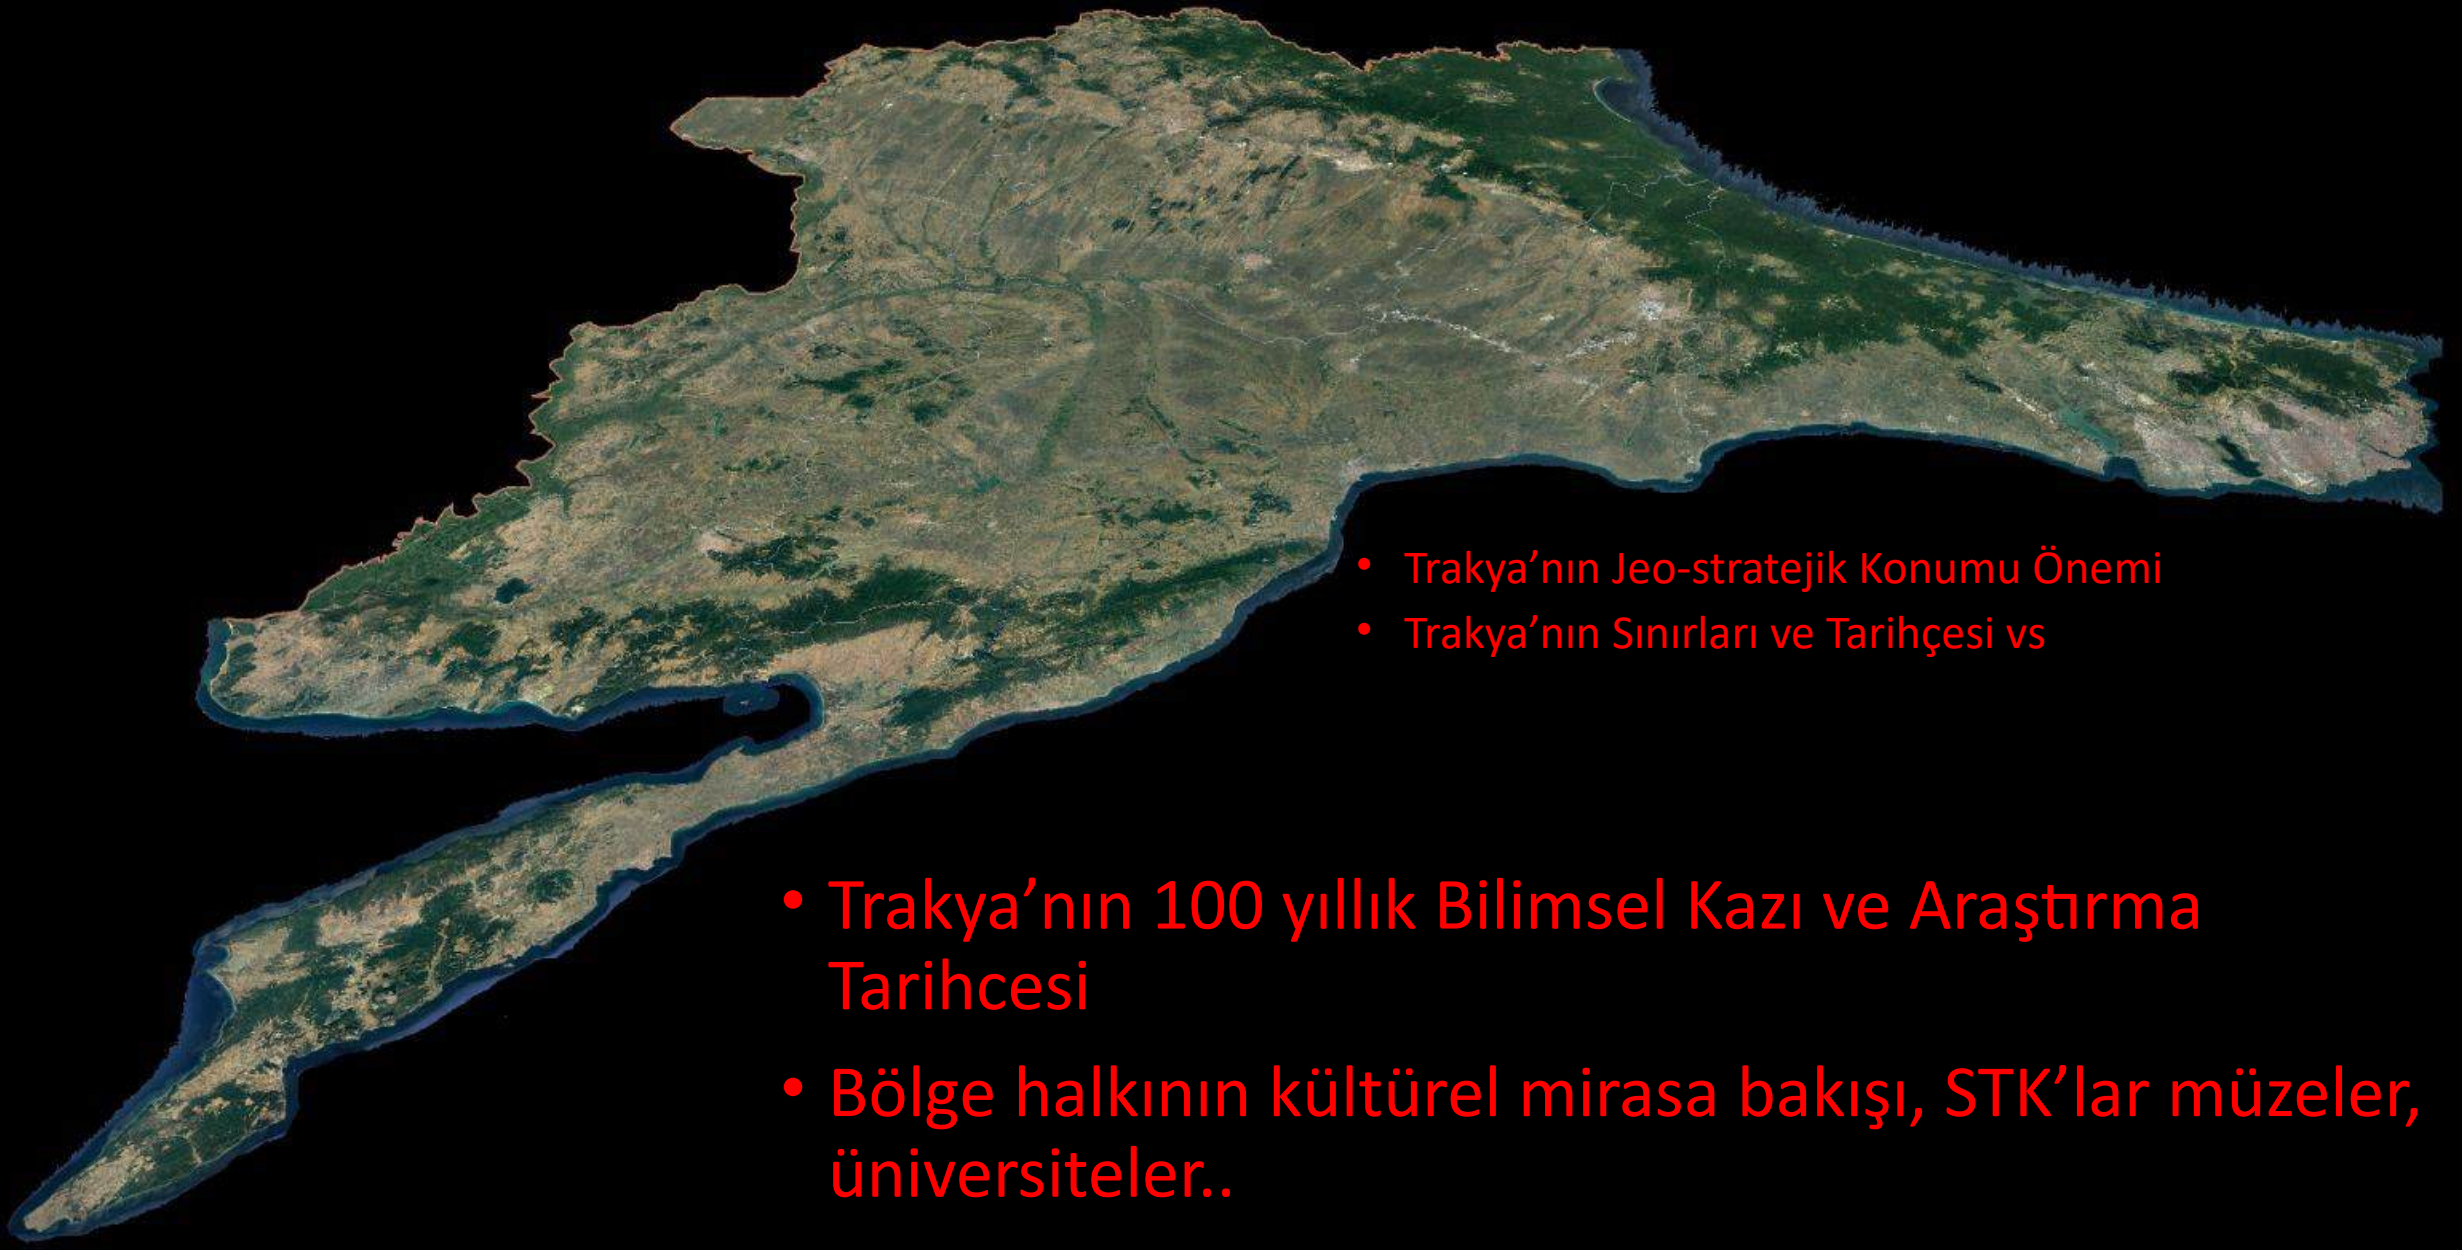 • Trakya’nın Jeo-stratejik Konumu Önemi
• Trakya’nın Sınırları ve Tarihçesi vs
• Trakya’nın 100 yıllık Bilimsel Kazı ve Araştırma
Tarihcesi
• Bölge halkının kültürel mirasa bakışı, STK’lar müzeler,
üniversiteler..